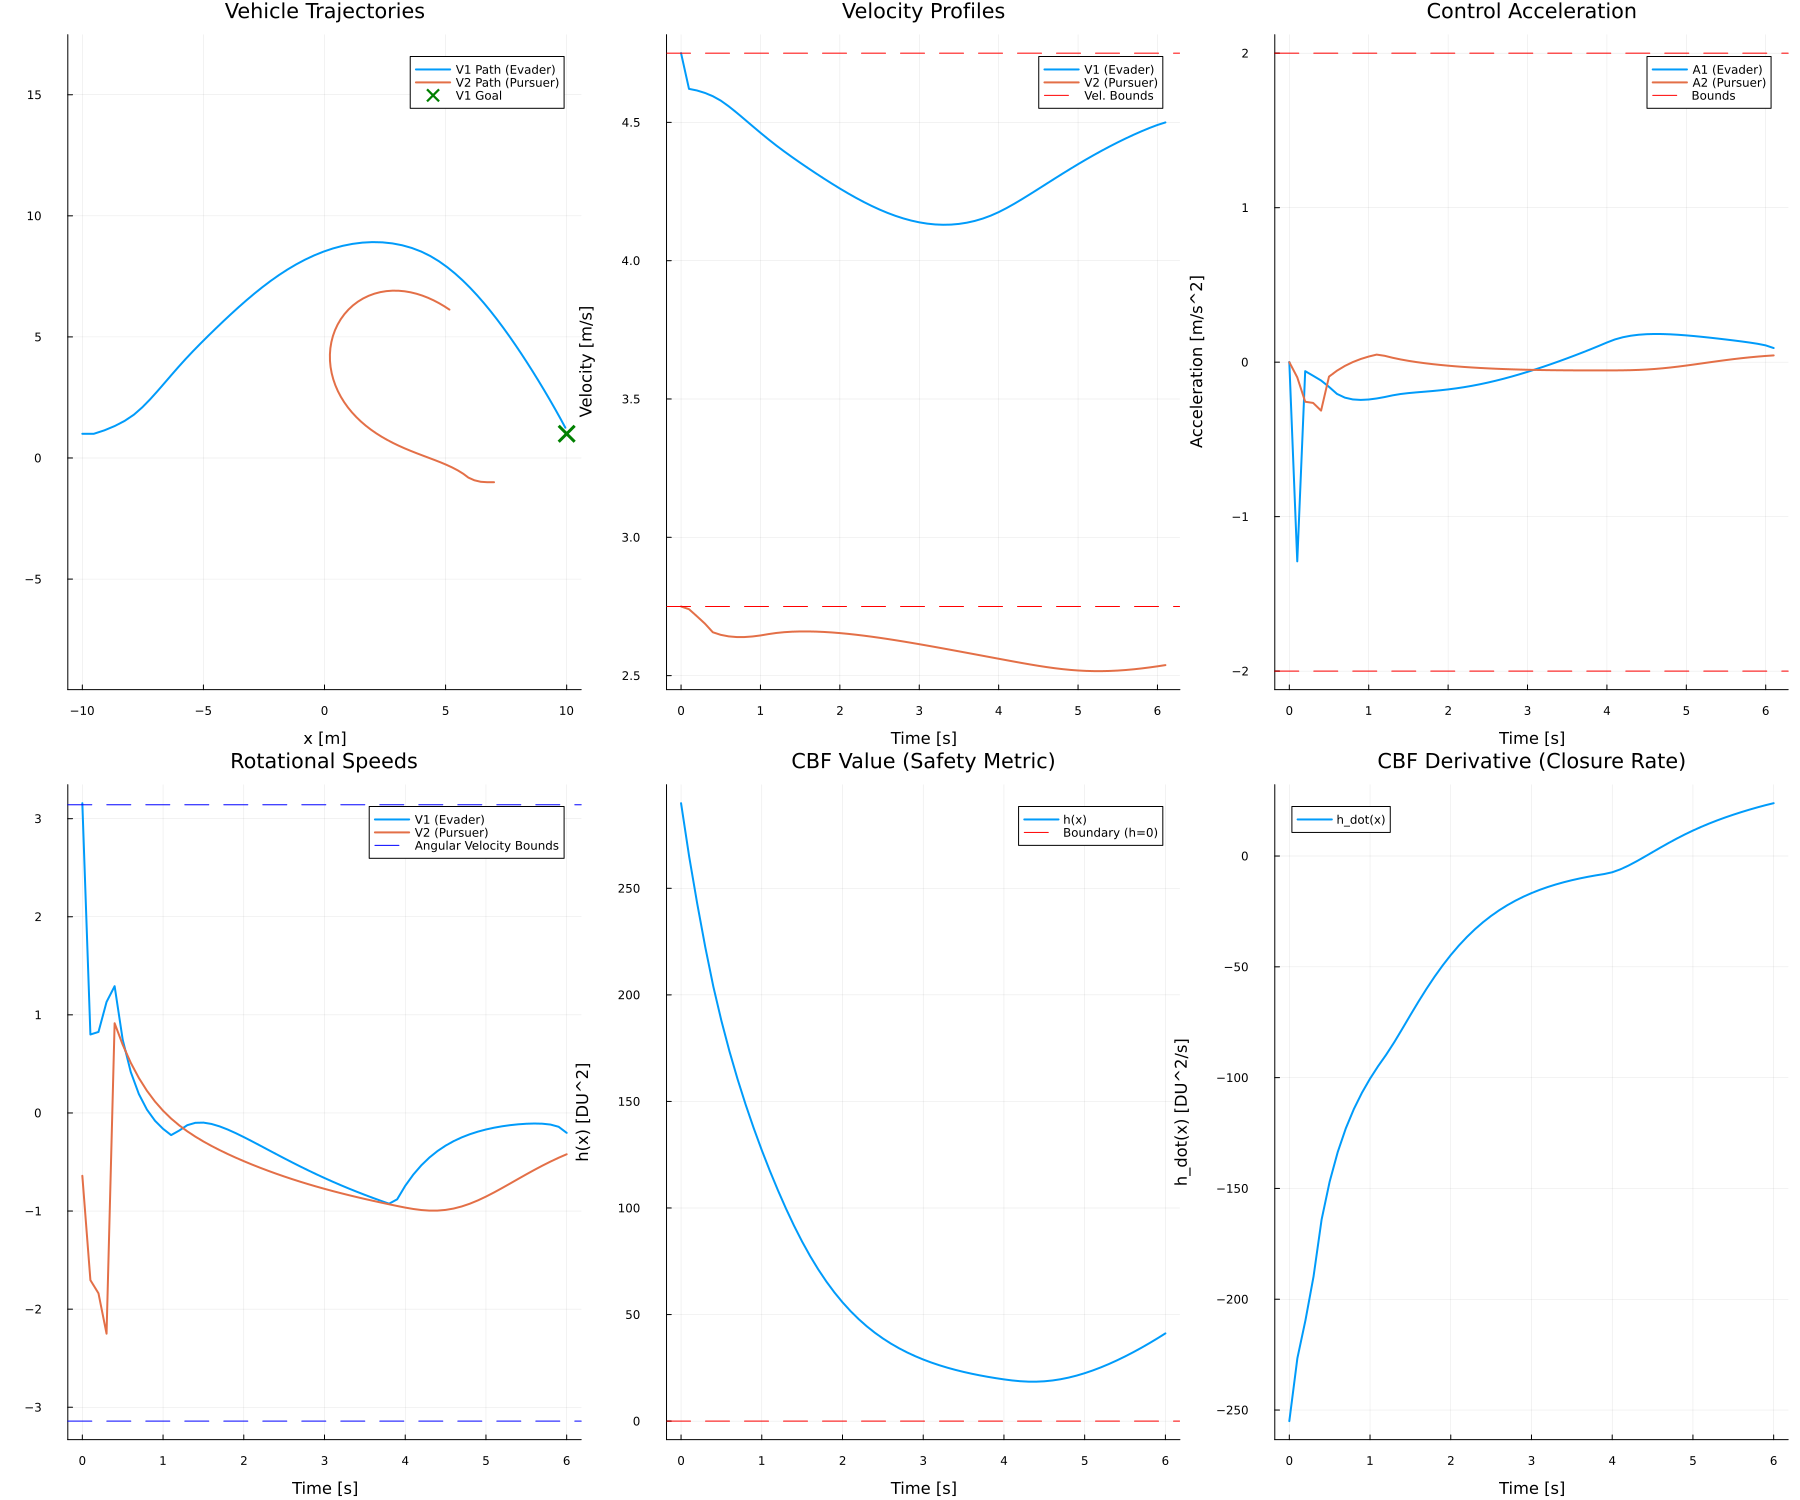 Vehicle Trajectories
V1 Path (Evader)
V2 Path (Pursuer)
V1 Goal
15
10
5
0
−5
−10
−5
0
5
10
x [m]
Velocity Profiles
V1 (Evader)
V2 (Pursuer)
Vel. Bounds
Velocity [m/s]
4.5
4.0
3.5
3.0
2.5
0
1
2
3
4
5
6
Time [s]
Control Acceleration
A1 (Evader)
A2 (Pursuer)
Bounds
Acceleration [m/s^2]
2
1
0
−1
−2
0
1
2
3
4
5
6
Time [s]
Rotational Speeds
V1 (Evader)
V2 (Pursuer)
Angular Velocity Bounds
3
2
1
0
−1
−2
−3
0
1
2
3
4
5
6
Time [s]
CBF Value (Safety Metric)
h(x)
Boundary (h=0)
h(x) [DU^2]
250
200
150
100
50
0
0
1
2
3
4
5
6
Time [s]
CBF Derivative (Closure Rate)
h_dot(x)
h_dot(x) [DU^2/s]
0
−50
−100
−150
−200
−250
0
1
2
3
4
5
6
Time [s]